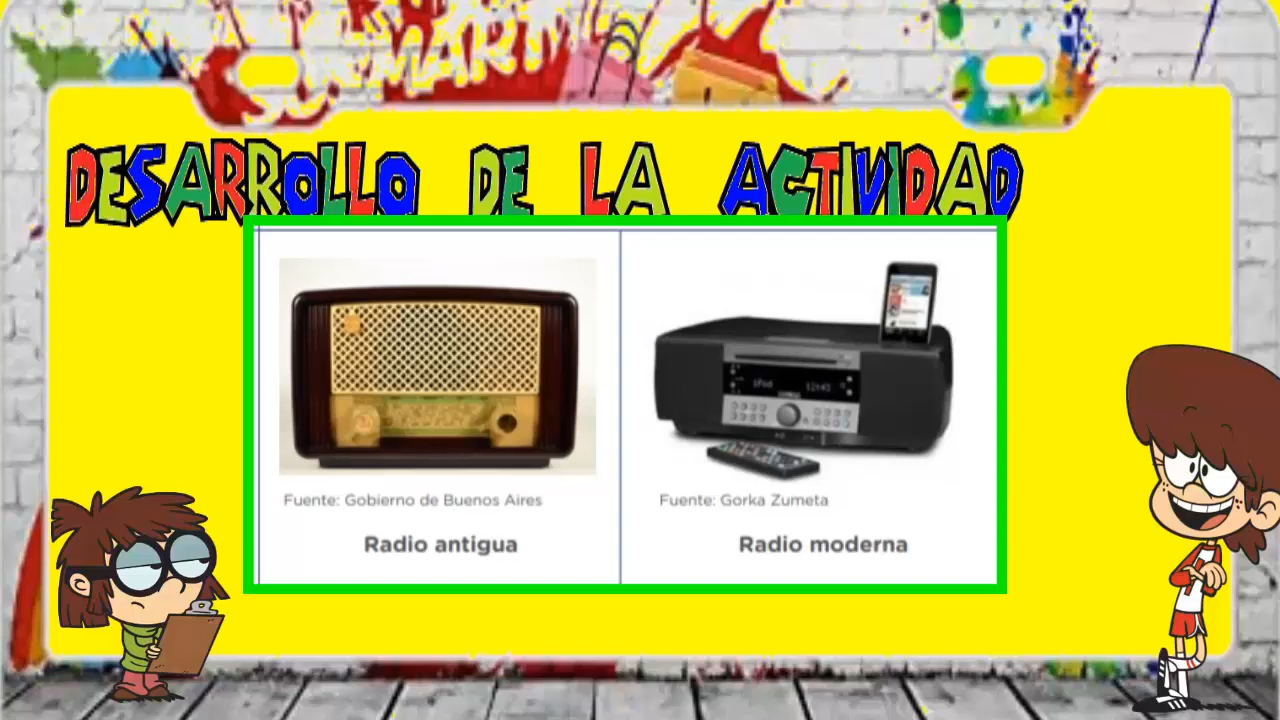 DESARROLLO DE LA ACTIVIDAD
Fuente: Gobierno de Buenos Aires
Fuente: Gorka Zumeta
Radio antigua
Radio moderna